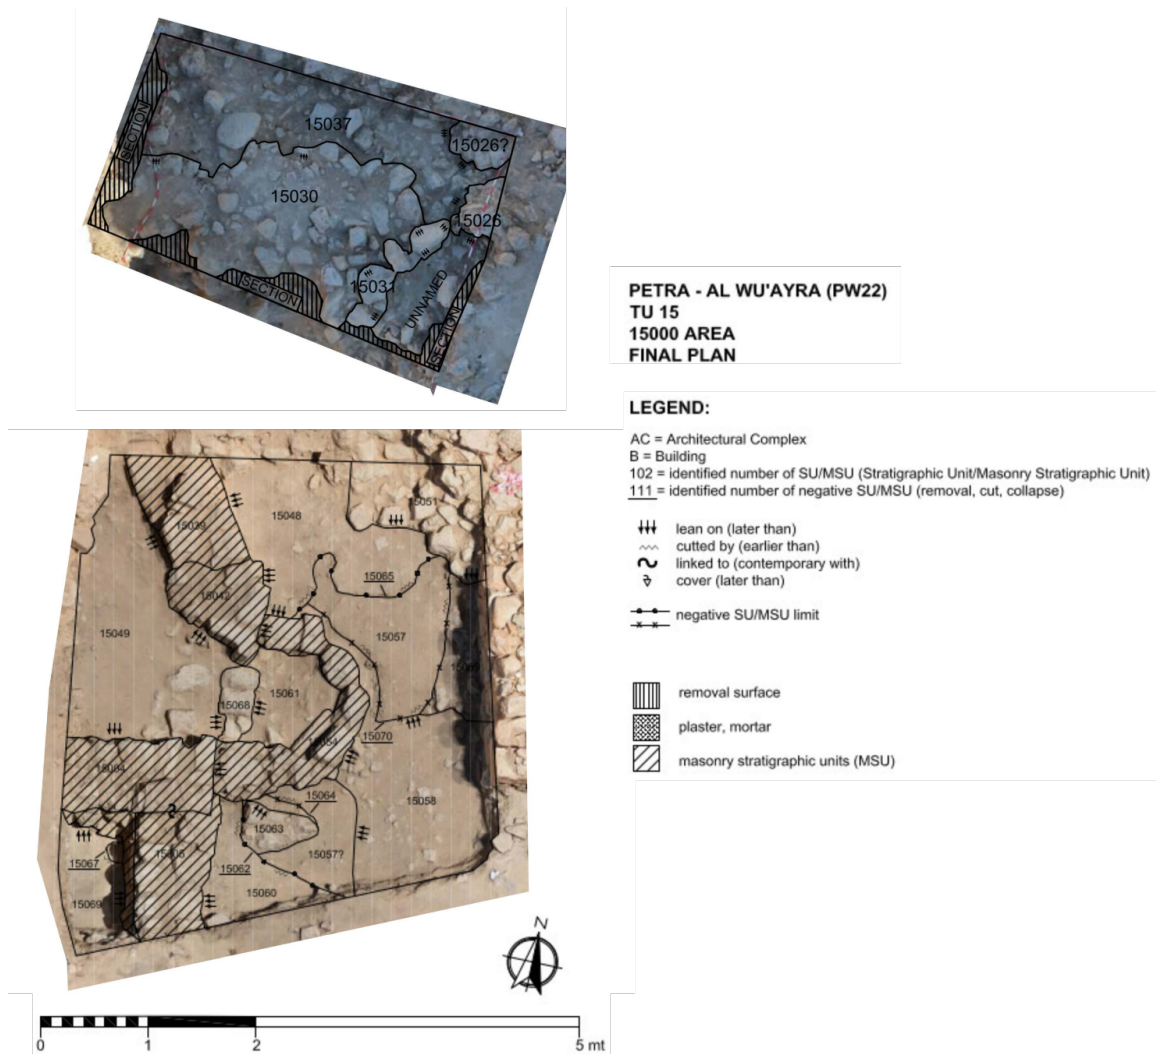 SECTION
15037
15026?
15030
15026
15031
SECTION
UNNAMED
SECTION
PETRA - AL WU'AYRA (PW22)
TU 15
15000 AREA
FINAL PLAN
LEGEND:
AC = Architectural Complex
B = Building
102 = identified number of SU/MSU (Stratigraphic Unit/Masonry Stratigraphic Unit)
111 = identified number of negative SU/MSU (removal, cut, collapse)
lean on (later than)
cutted by (earlier than)
linked to (contemporary with)
cover (later than)
negative SU/MSU limit
removal surface
plaster, mortar
masonry stratigraphic units (MSU)
15051
15048
15039
15065
15042
15049
15057
15061
15068
15070
15054
15064
15058
15063
15057?
15067
15062
15060
15069
N
0 1 2 5 mt